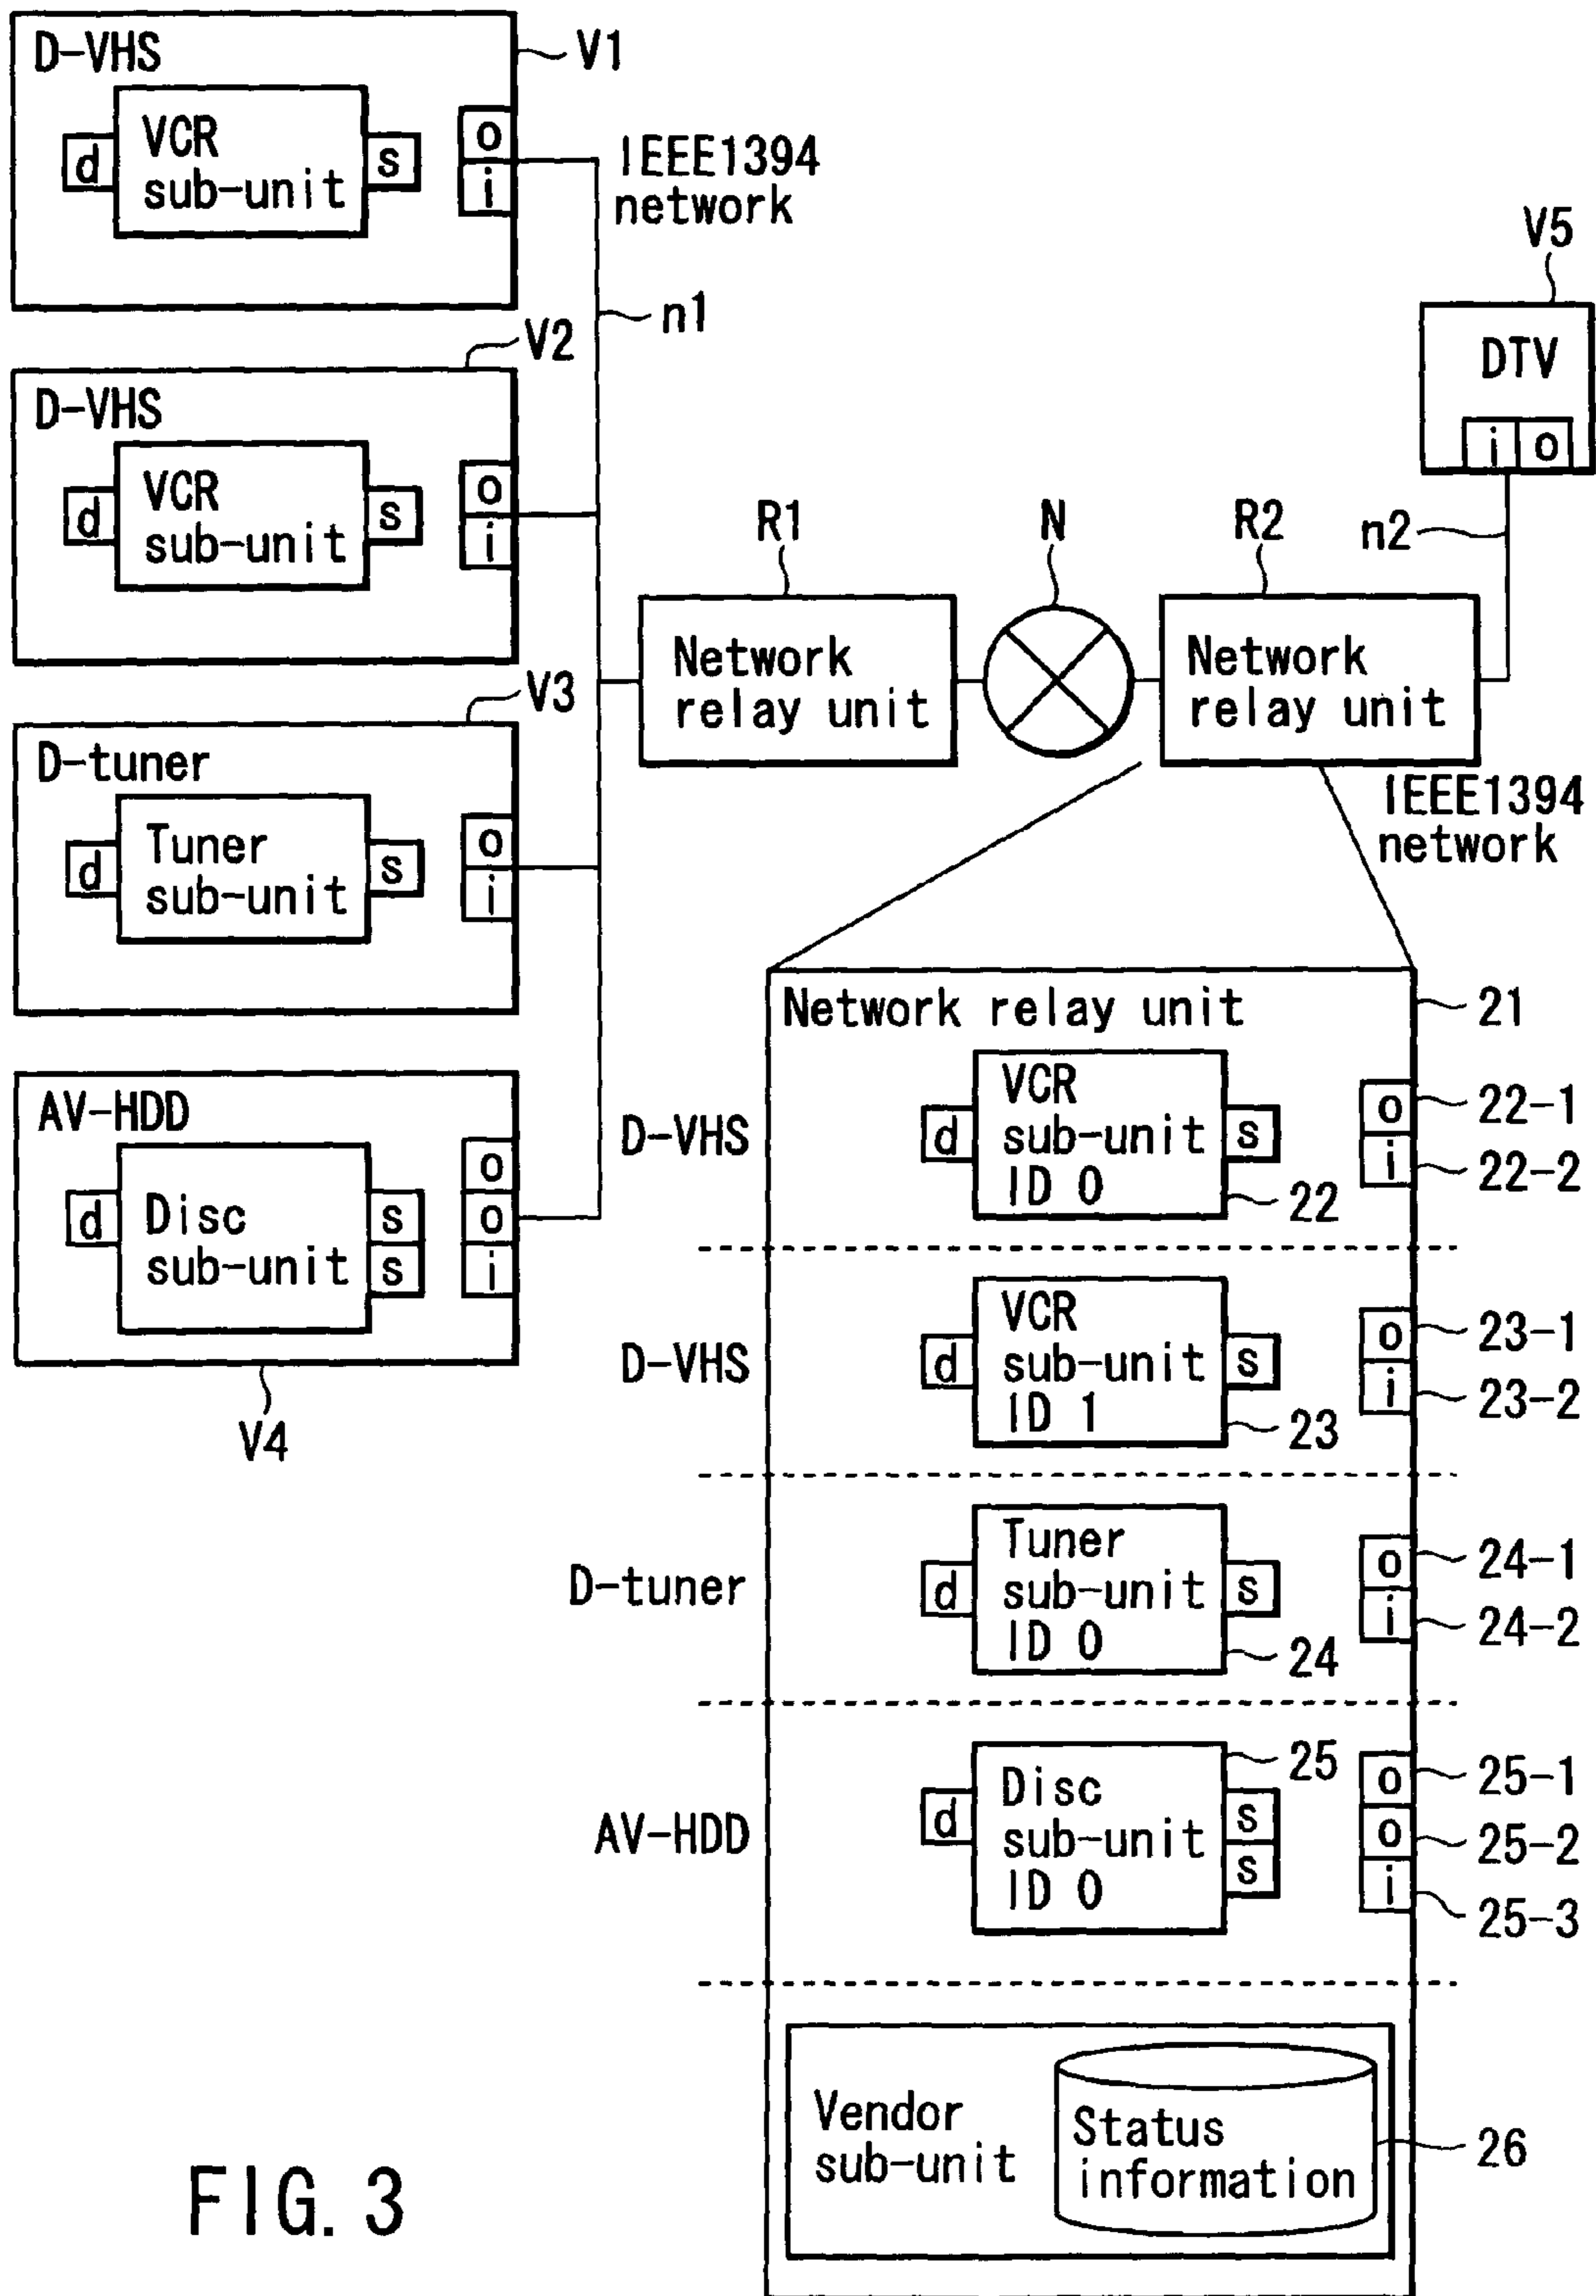 D-VHS
V1
VCR
sub-unit
d
s
o
i
IEEE1394
network
n1
V2
D-VHS
VCR
sub-unit
d
s
o
i
V3
D-tuner
Tuner
sub-unit
d
s
o
i
AV-HDD
Disc
sub-unit
d
s
s
o
o
i
V4
R1
Network
relay unit
N
R2
Network
relay unit
V5
DTV
i
o
n2
IEEE1394
network
Network relay unit
21
D-VHS
d
VCR
sub-unit
ID 0
s
22
o
i
22-1
22-2
D-VHS
d
VCR
sub-unit
ID 1
s
23
o
i
23-1
23-2
D-tuner
d
Tuner
sub-unit
ID 0
s
24
o
i
24-1
24-2
AV-HDD
d
Disc
sub-unit
ID 0
s
s
25
o
o
i
25-1
25-2
25-3
Vendor
sub-unit
Status
information
26
FIG. 3